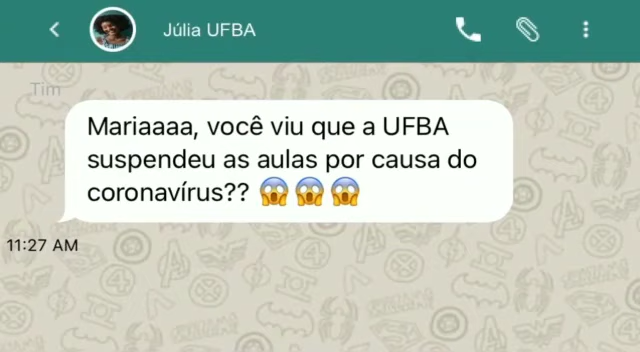 Júlia UFBA
Tim
Mariaaaa, você viu que a UFBA
suspendeu as aulas por causa do
coronavírus?? 😱😱😱
11:27 AM